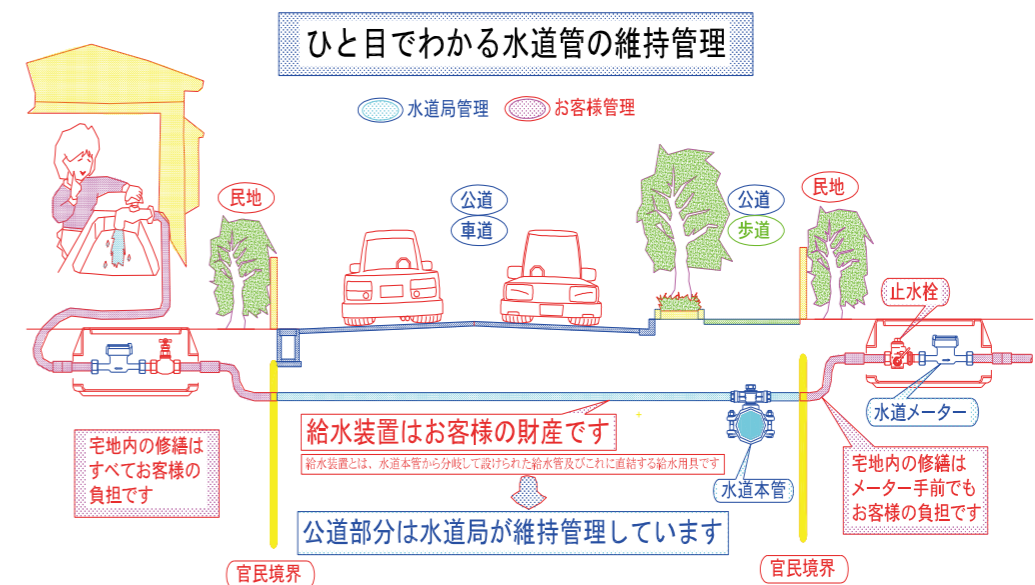 ひと目でわかる水道管の維持管理
水道局管理
お客様管理
民地
公道
車道
公道
歩道
民地
止水栓
水道メーター
給水装置はお客様の財産です
給水装置とは、水道本管から分岐して設けられた給水管及びこれに直結する給水用具です
水道本管
公道部分は水道局が維持管理しています
宅地内の修繕は
すべてお客様の
負担です
宅地内の修繕は
メーター手前でも
お客様の負担です
官民境界
官民境界